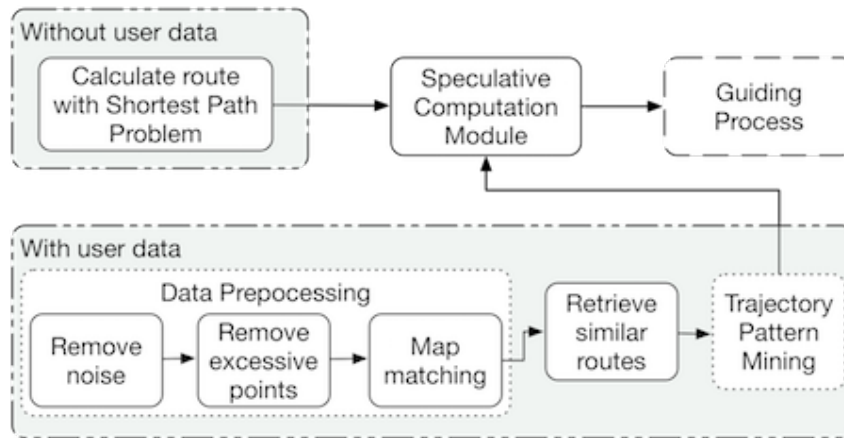 Without user data
Calculate route
with Shortest Path
Problem
Speculative
Computation
Module
Guiding
Process
With user data
Data Prepocessing
Remove
noise
Remove
excessive
points
Map
matching
Retrieve
similar
routes
Trajectory
Pattern
Mining